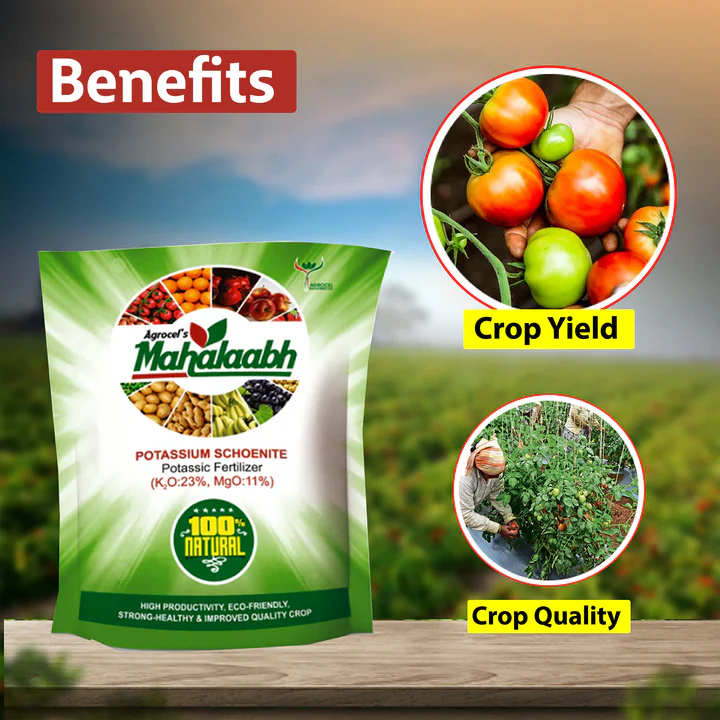 Benefits
AGROCEL
Agrocel's
Mahalaabh
POTASSIUM SCHOENITE
Potassic Fertilizer
(K₂O:23%, MgO:11%)
100%
NATURAL
HIGH PRODUCTIVITY, ECO-FRIENDLY,
STRONG-HEALTHY & IMPROVED QUALITY CROP
Crop Yield
Crop Quality